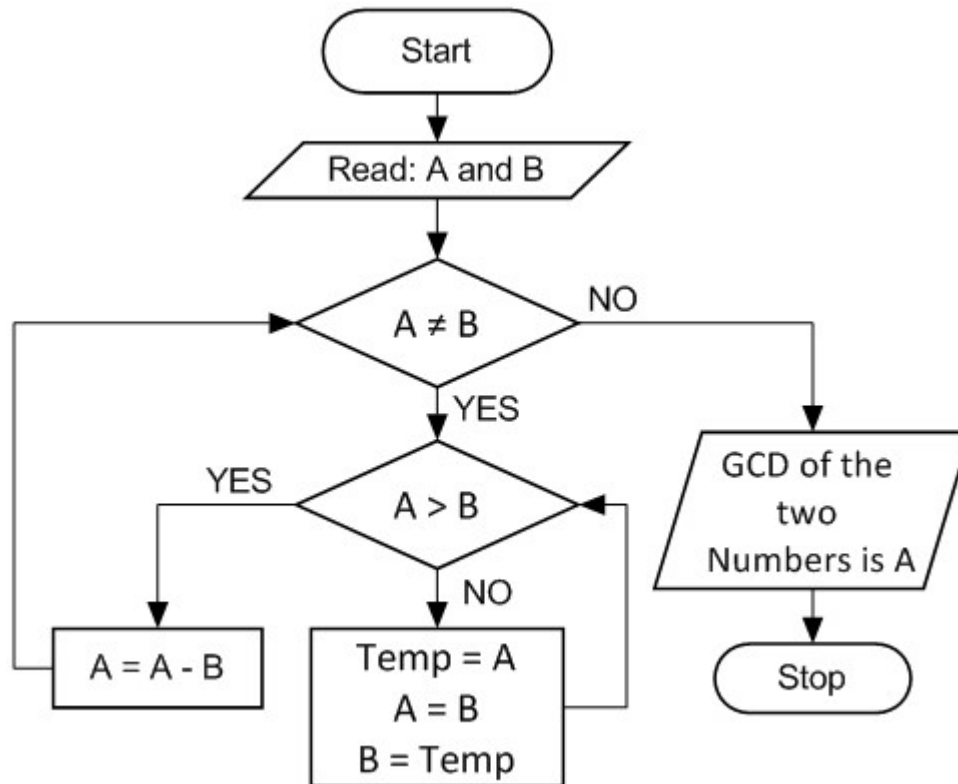 Start
Read: A and B
A ≠ B
NO
YES
A > B
YES
NO
A = A - B
Temp = A
A = B
B = Temp
GCD of the
two
Numbers is A
Stop